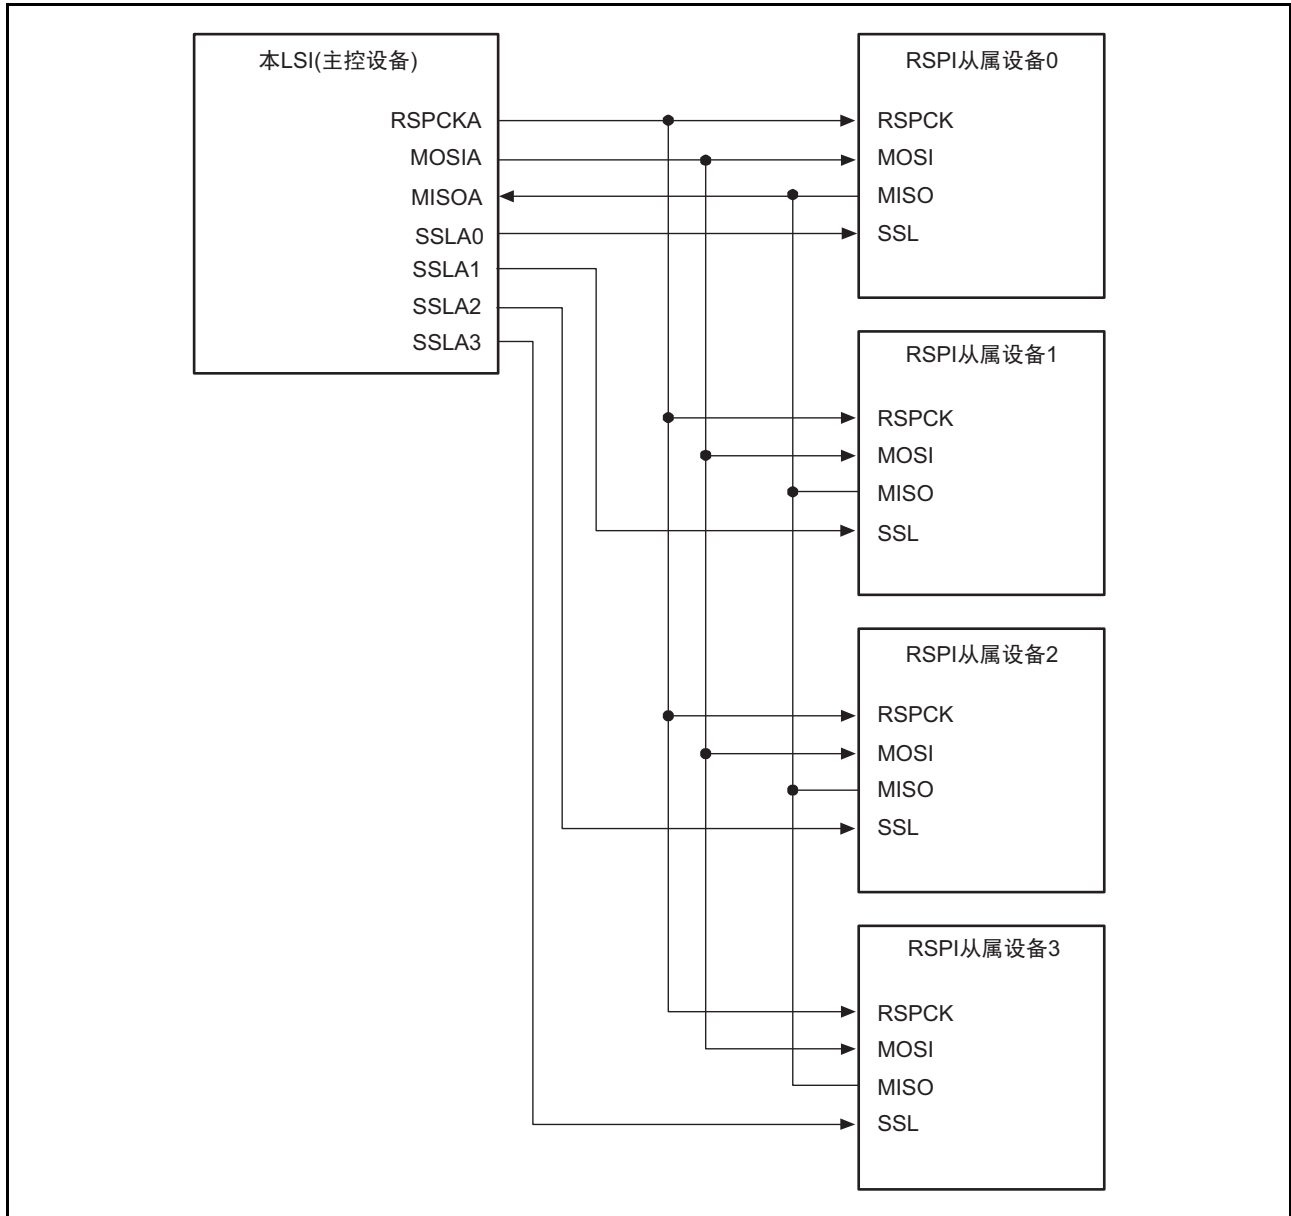 本LSI(主控设备)
RSPCKA
MOSIA
MISOA
SSLA0
SSLA1
SSLA2
SSLA3
RSPI从属设备0
RSPCK
MOSI
MISO
SSL
RSPI从属设备1
RSPCK
MOSI
MISO
SSL
RSPI从属设备2
RSPCK
MOSI
MISO
SSL
RSPI从属设备3
RSPCK
MOSI
MISO
SSL